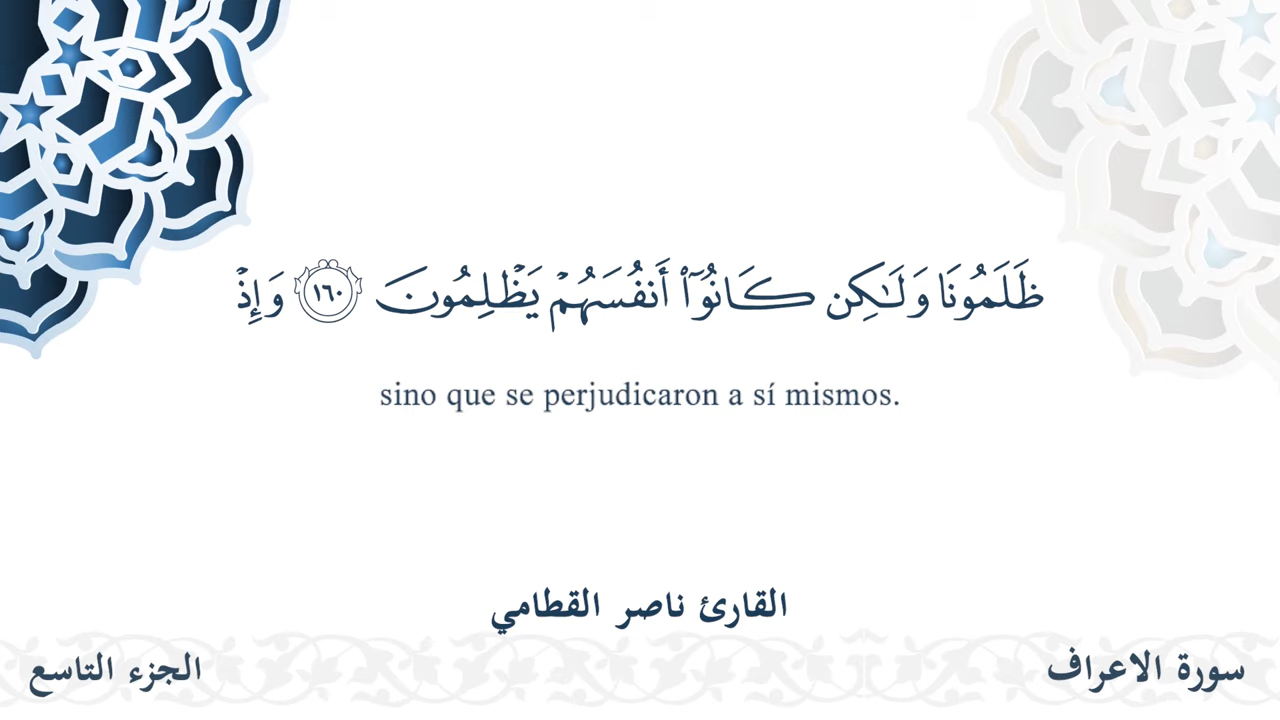 ظَلَمُونَا وَلَٰكِن كَانُوٓا۟ أَنفُسَهُمْ يَظْلِمُونَ ١٦٠ وَإِذْ
sino que se perjudicaron a sí mismos.
القارئ ناصر القطامي
سورة الاعراف
الجزء التاسع